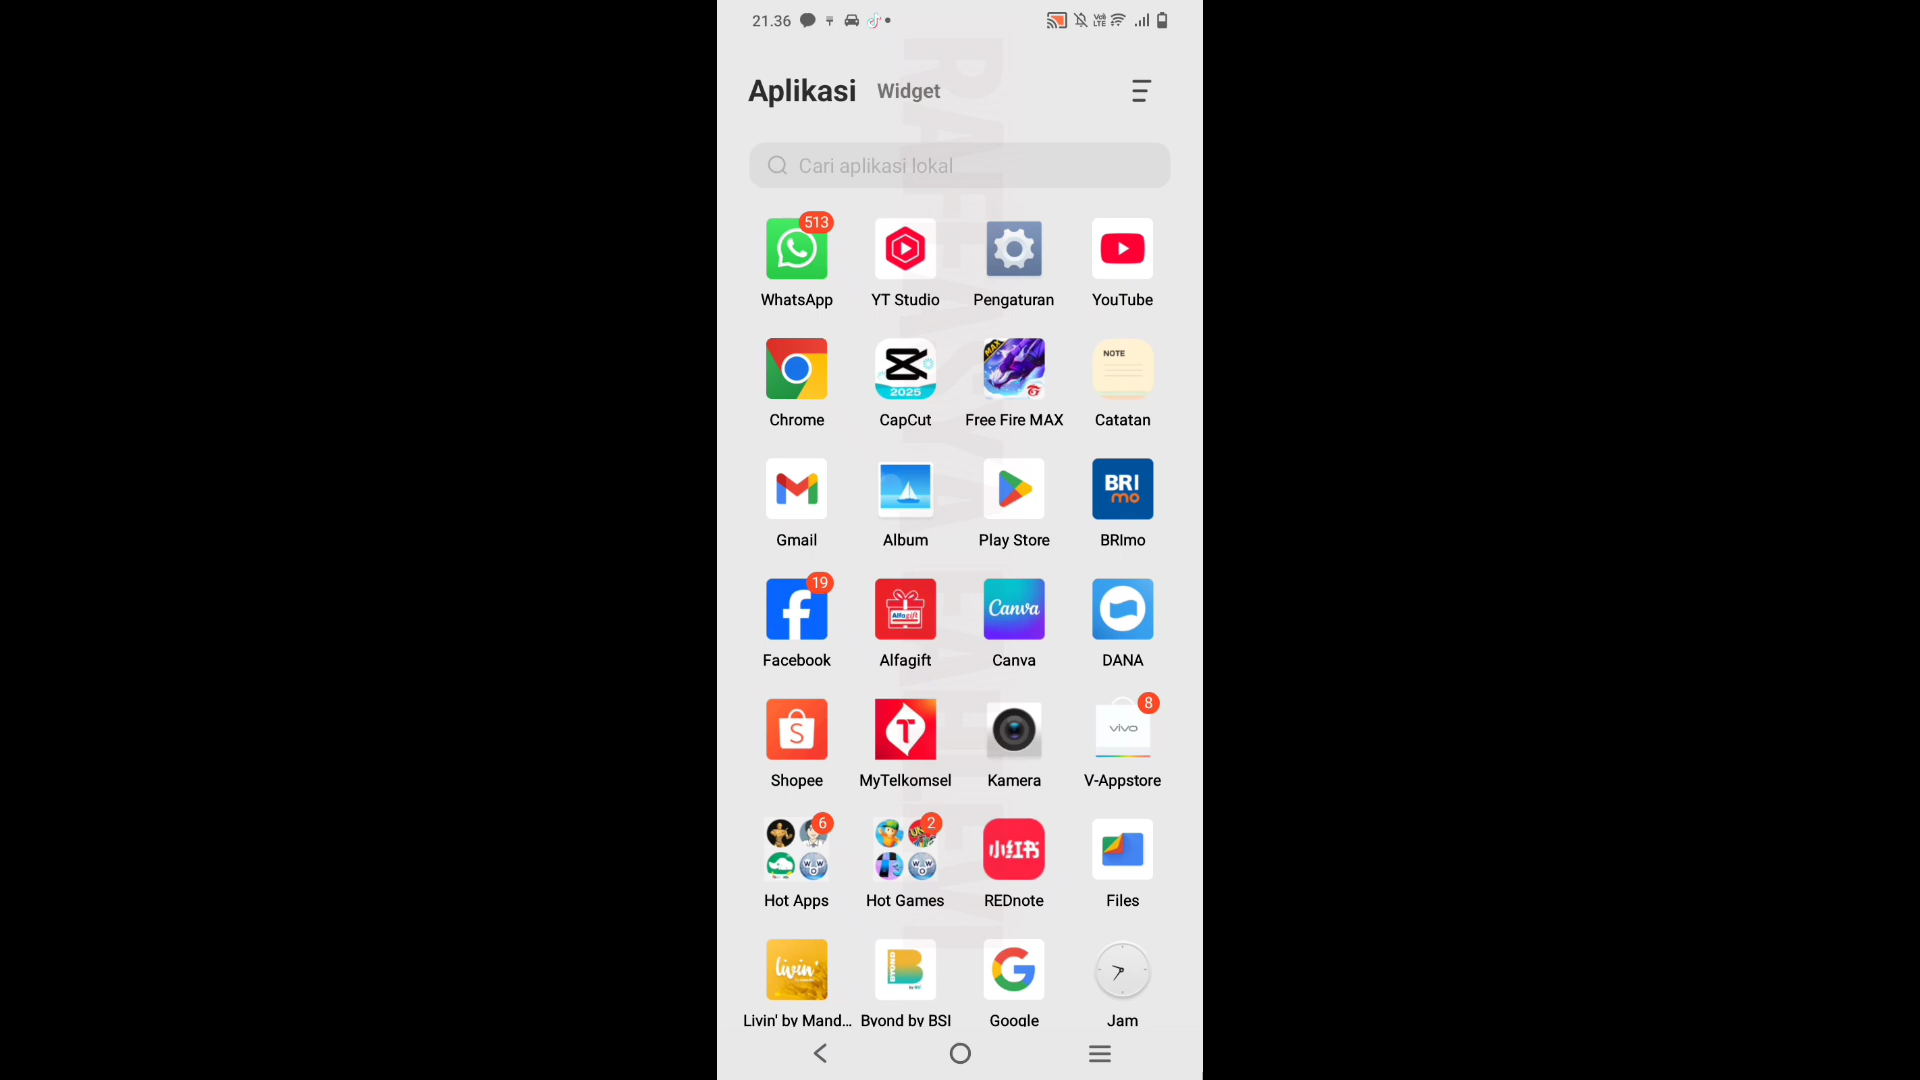 21.36
Aplikasi Widget
Cari aplikasi lokal
513
WhatsApp YT Studio Pengaturan YouTube
MAX NOTE
2025
Chrome CapCut Free Fire MAX Catatan
BRI
mo
Gmail Album Play Store BRImo
19
Alfagift Canva
Facebook Alfagift Canva DANA
8
S T vivo
Shopee MyTelkomsel Kamera V-Appstore
6 2
小红书
Hot Apps Hot Games REDnote Files
livin' BYOND B
Livin' by Mand... Byond by BSI Google Jam